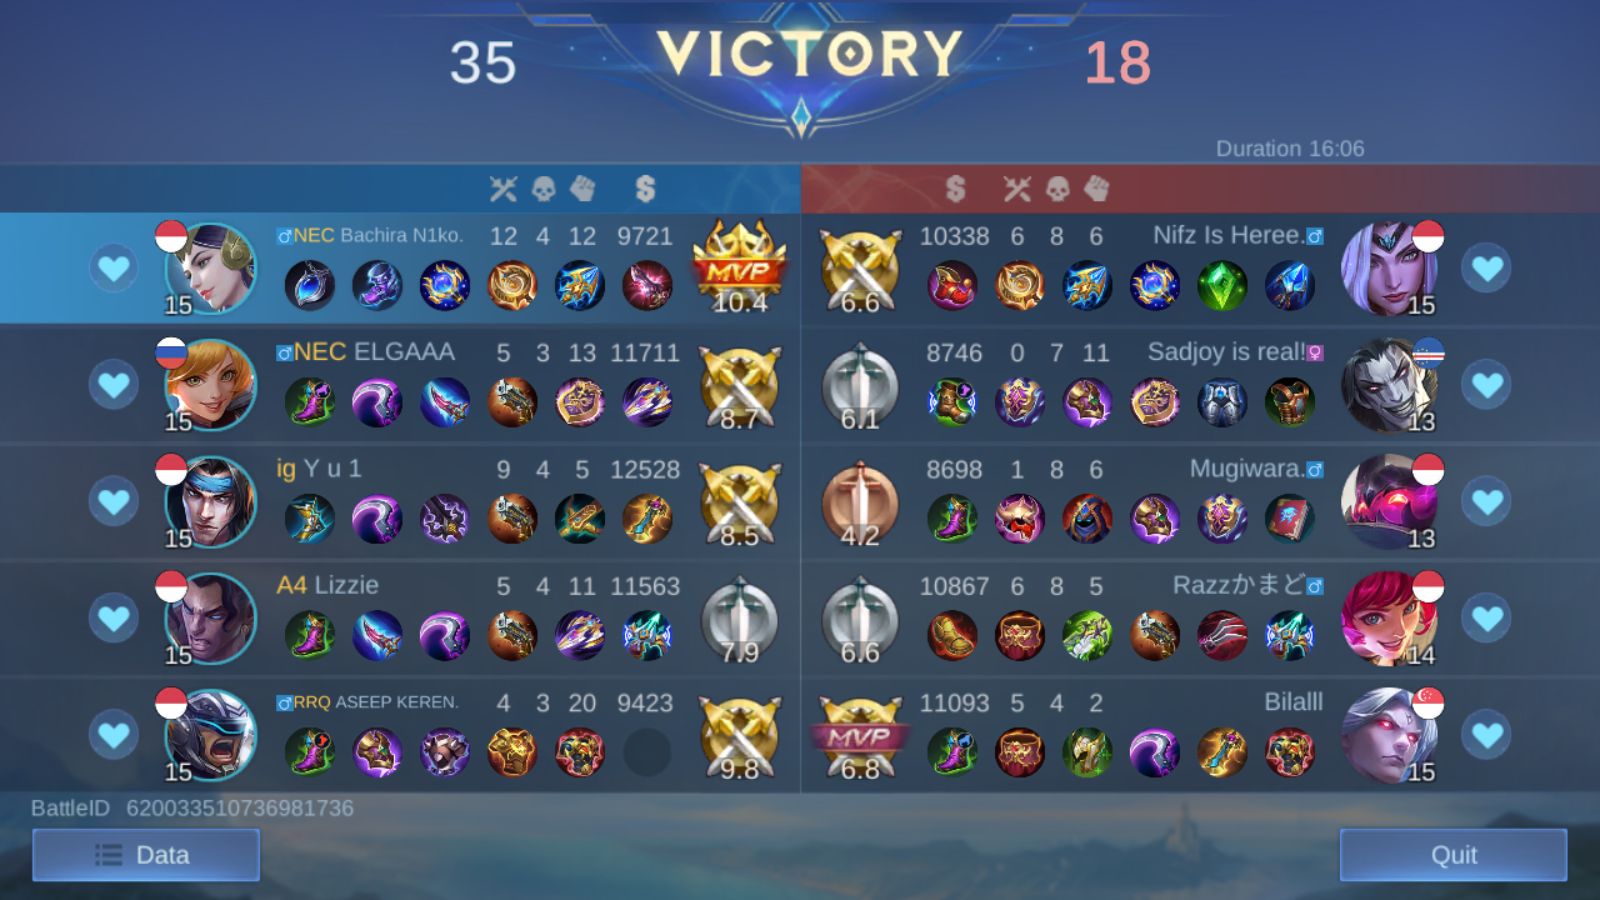 35 VICTORY 18
Duration 16:06
NEC Bachira N1ko. 12 4 12 9721
15 MVP 10.4
10338 6 8 6 Nifz Is Heree.
6.6 15
NEC ELGAAA 5 3 13 11711
15 8.7
8746 0 7 11 Sadjoy is real!
6.1 13
ig Y u 1 9 4 5 12528
15 8.5
8698 1 8 6 Mugiwara.
4.2 13
A4 Lizzie 5 4 11 11563
15 7.9
10867 6 8 5 Razzかまど
6.6 14
RRQ ASEEP KEREN. 4 3 20 9423
15 9.8
11093 5 4 2 Bilalll
MVP 6.8 15
BattleID 620033510736981736
Data
Quit